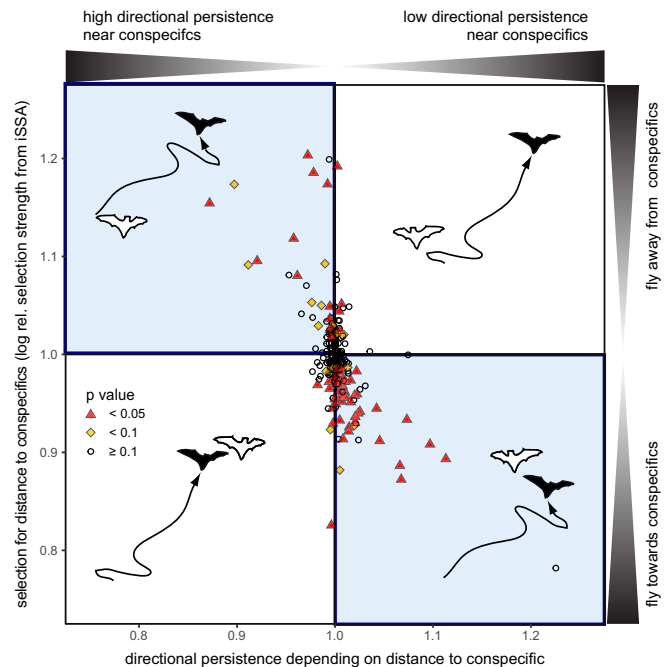 high directional persistence
near conspecifcs
low directional persistence
near conspecifics
selection for distance to conspecifics (log rel. selection strength from iSSA)
1.2
1.1
1.0
0.9
0.8
p value
< 0.05
< 0.1
≥ 0.1
fly away from conspecifics
fly towards conspecifics
0.8 0.9 1.0 1.1 1.2
directional persistence depending on distance to conspecific